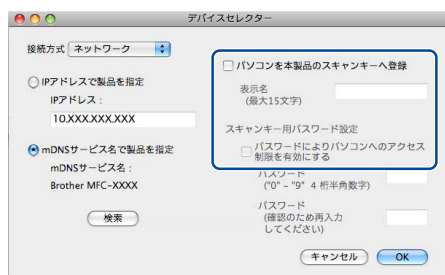 デバイスセレクター
接続方式 ネットワーク
IPアドレスで製品を指定
IPアドレス：
10.XXX.XXX.XXX
mDNSサービス名で製品を指定
mDNSサービス名：
Brother MFC-XXXX
検索
パソコンを本製品のスキャンキーへ登録
表示名
(最大15文字)
スキャンキー用パスワード設定
パスワードによりパソコンへのアクセス
制限を有効にする
パスワード
("0" – "9" 4 桁半角数字)
パスワード
(確認のため再入力
してください)
キャンセル
OK